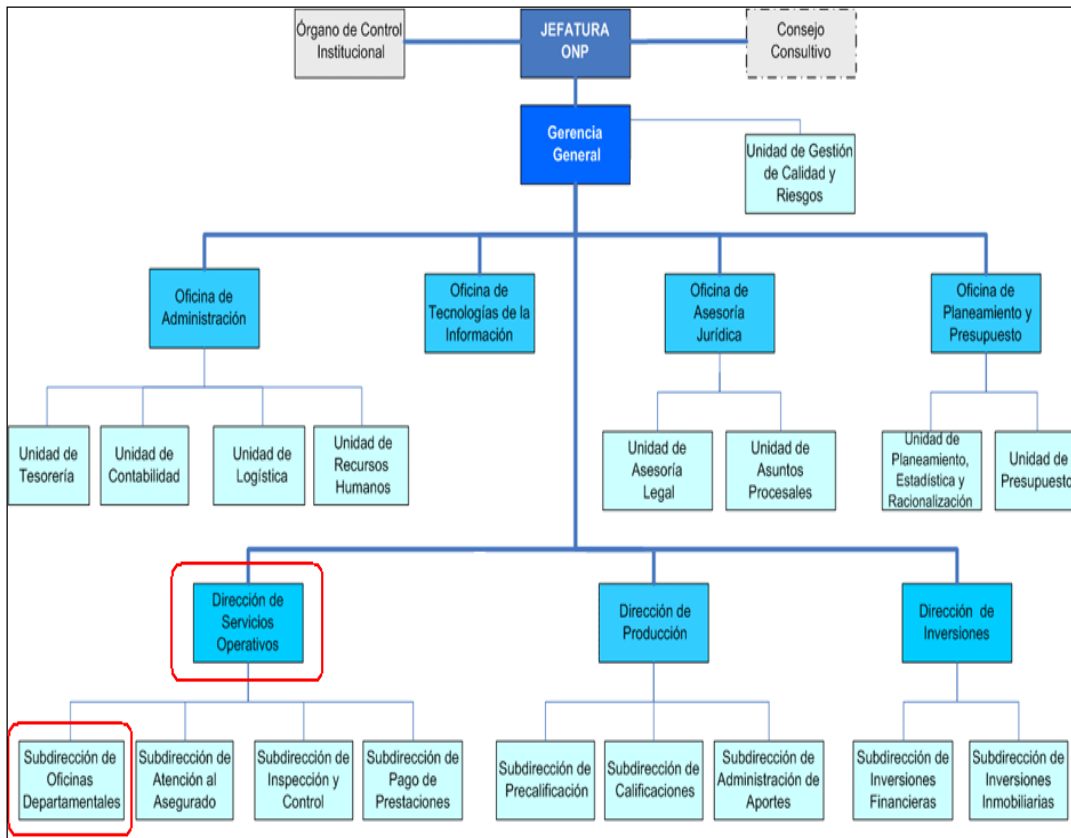 Órgano de Control
Institucional
JEFATURA
ONP
Consejo
Consultivo
Gerencia
General
Unidad de Gestión
de Calidad y
Riesgos
Oficina de
Administración
Oficina de
Tecnologías de la
Información
Oficina de
Asesoría
Jurídica
Oficina de
Planeamiento y
Presupuesto
Unidad de
Tesorería
Unidad de
Contabilidad
Unidad de
Logística
Unidad de
Recursos
Humanos
Unidad de
Asesoría
Legal
Unidad de
Asuntos
Procesales
Unidad de
Planeamiento,
Estadística y
Racionalización
Unidad de
Presupuesto
Dirección de
Servicios
Operativos
Dirección de
Producción
Dirección de
Inversiones
Subdirección de
Oficinas
Departamentales
Subdirección de
Atención al
Asegurado
Subdirección de
Inspección y
Control
Subdirección de
Pago de
Prestaciones
Subdirección de
Precalificación
Subdirección de
Calificaciones
Subdirección de
Administración de
Aportes
Subdirección de
Inversiones
Financieras
Subdirección de
Inversiones
Inmobiliarias